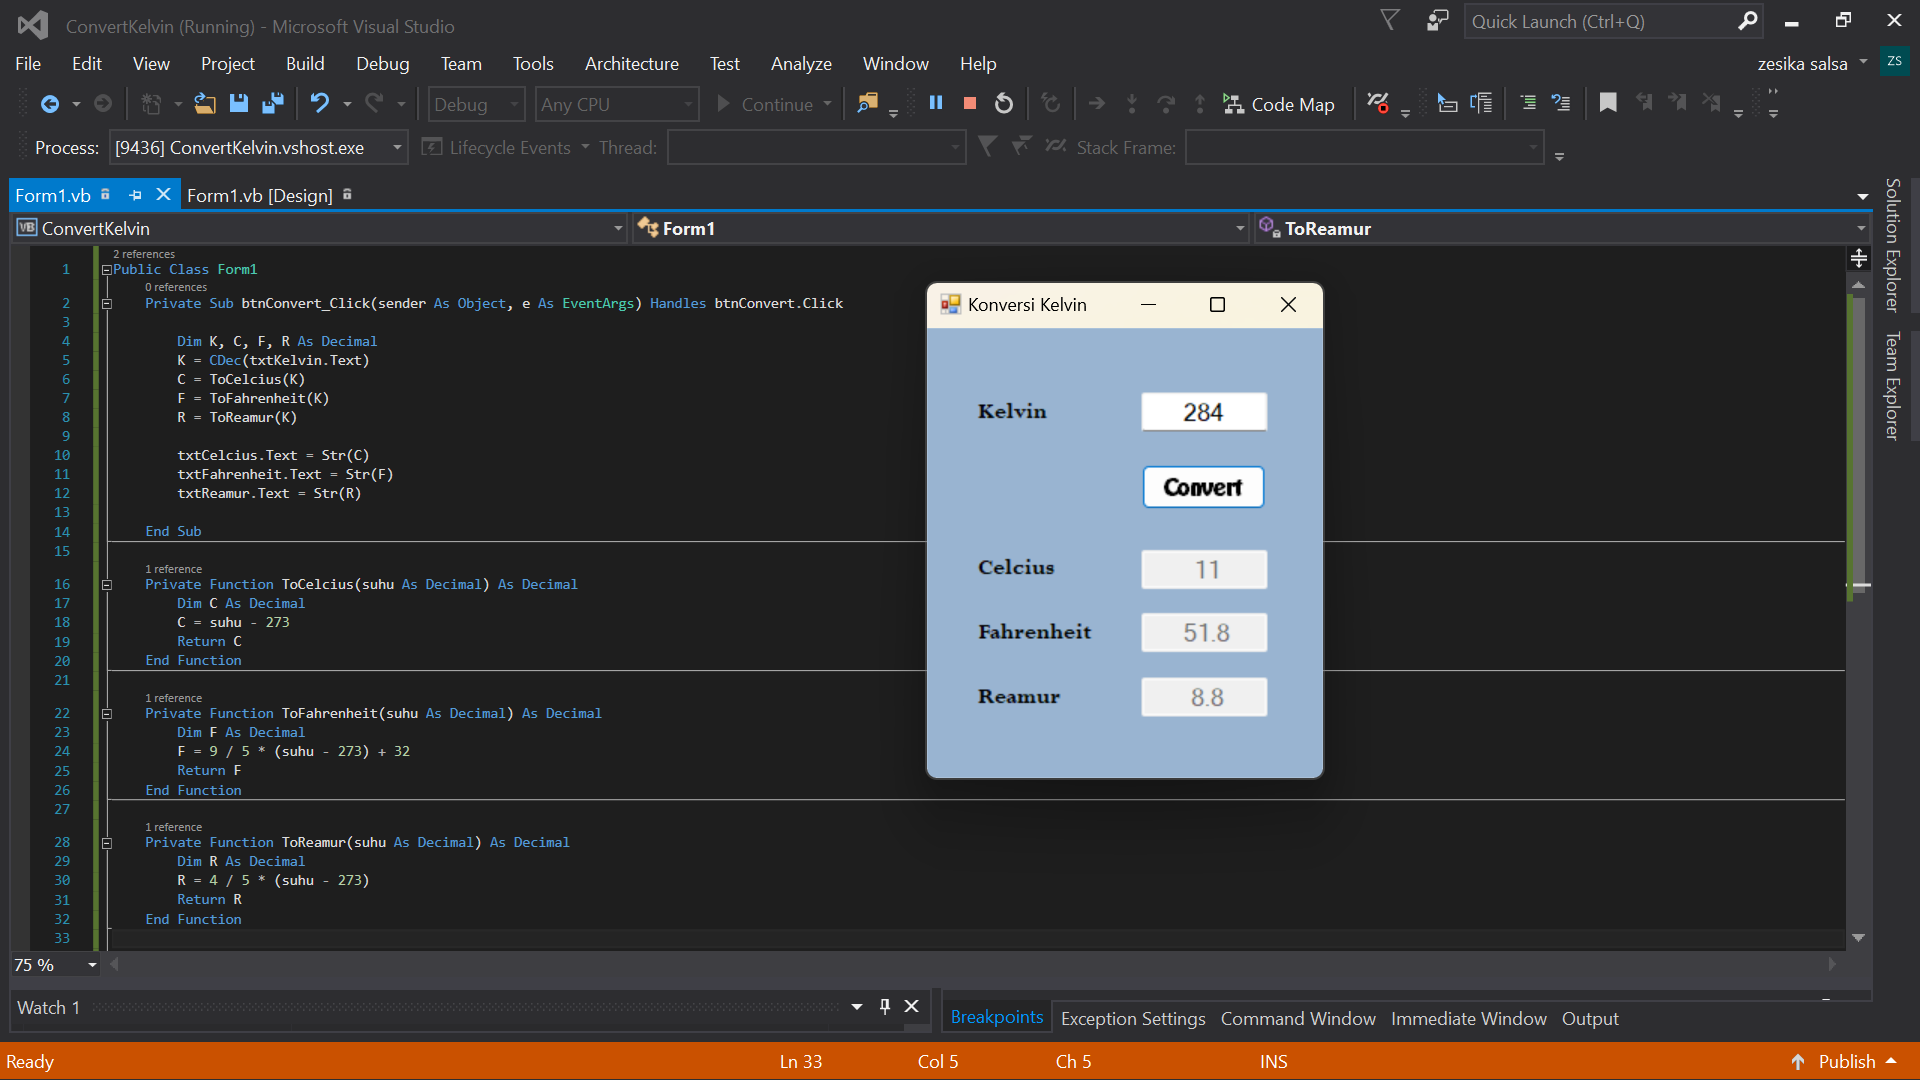 ConvertKelvin (Running) - Microsoft Visual Studio
Quick Launch (Ctrl+Q)
File Edit View Project Build Debug Team Tools Architecture Test Analyze Window Help
zesika salsa ZS
Debug Any CPU Continue Code Map
Process: [9436] ConvertKelvin.vshost.exe Lifecycle Events Thread: Stack Frame:
Form1.vb Form1.vb [Design]
VB ConvertKelvin Form1 ToReamur
2 references
1 Public Class Form1
0 references
2 Private Sub btnConvert_Click(sender As Object, e As EventArgs) Handles btnConvert.Click
3
4 Dim K, C, F, R As Decimal
5 K = CDec(txtKelvin.Text)
6 C = ToCelcius(K)
7 F = ToFahrenheit(K)
8 R = ToReamur(K)
9
10 txtCelcius.Text = Str(C)
11 txtFahrenheit.Text = Str(F)
12 txtReamur.Text = Str(R)
13
14 End Sub
15
1 reference
16 Private Function ToCelcius(suhu As Decimal) As Decimal
17 Dim C As Decimal
18 C = suhu - 273
19 Return C
20 End Function
21
1 reference
22 Private Function ToFahrenheit(suhu As Decimal) As Decimal
23 Dim F As Decimal
24 F = 9 / 5 * (suhu - 273) + 32
25 Return F
26 End Function
27
1 reference
28 Private Function ToReamur(suhu As Decimal) As Decimal
29 Dim R As Decimal
30 R = 4 / 5 * (suhu - 273)
31 Return R
32 End Function
33
Konversi Kelvin
Kelvin 284
Convert
Celcius 11
Fahrenheit 51.8
Reamur 8.8
Solution Explorer
Team Explorer
75 %
Watch 1
Breakpoints Exception Settings Command Window Immediate Window Output
Ready Ln 33 Col 5 Ch 5 INS Publish